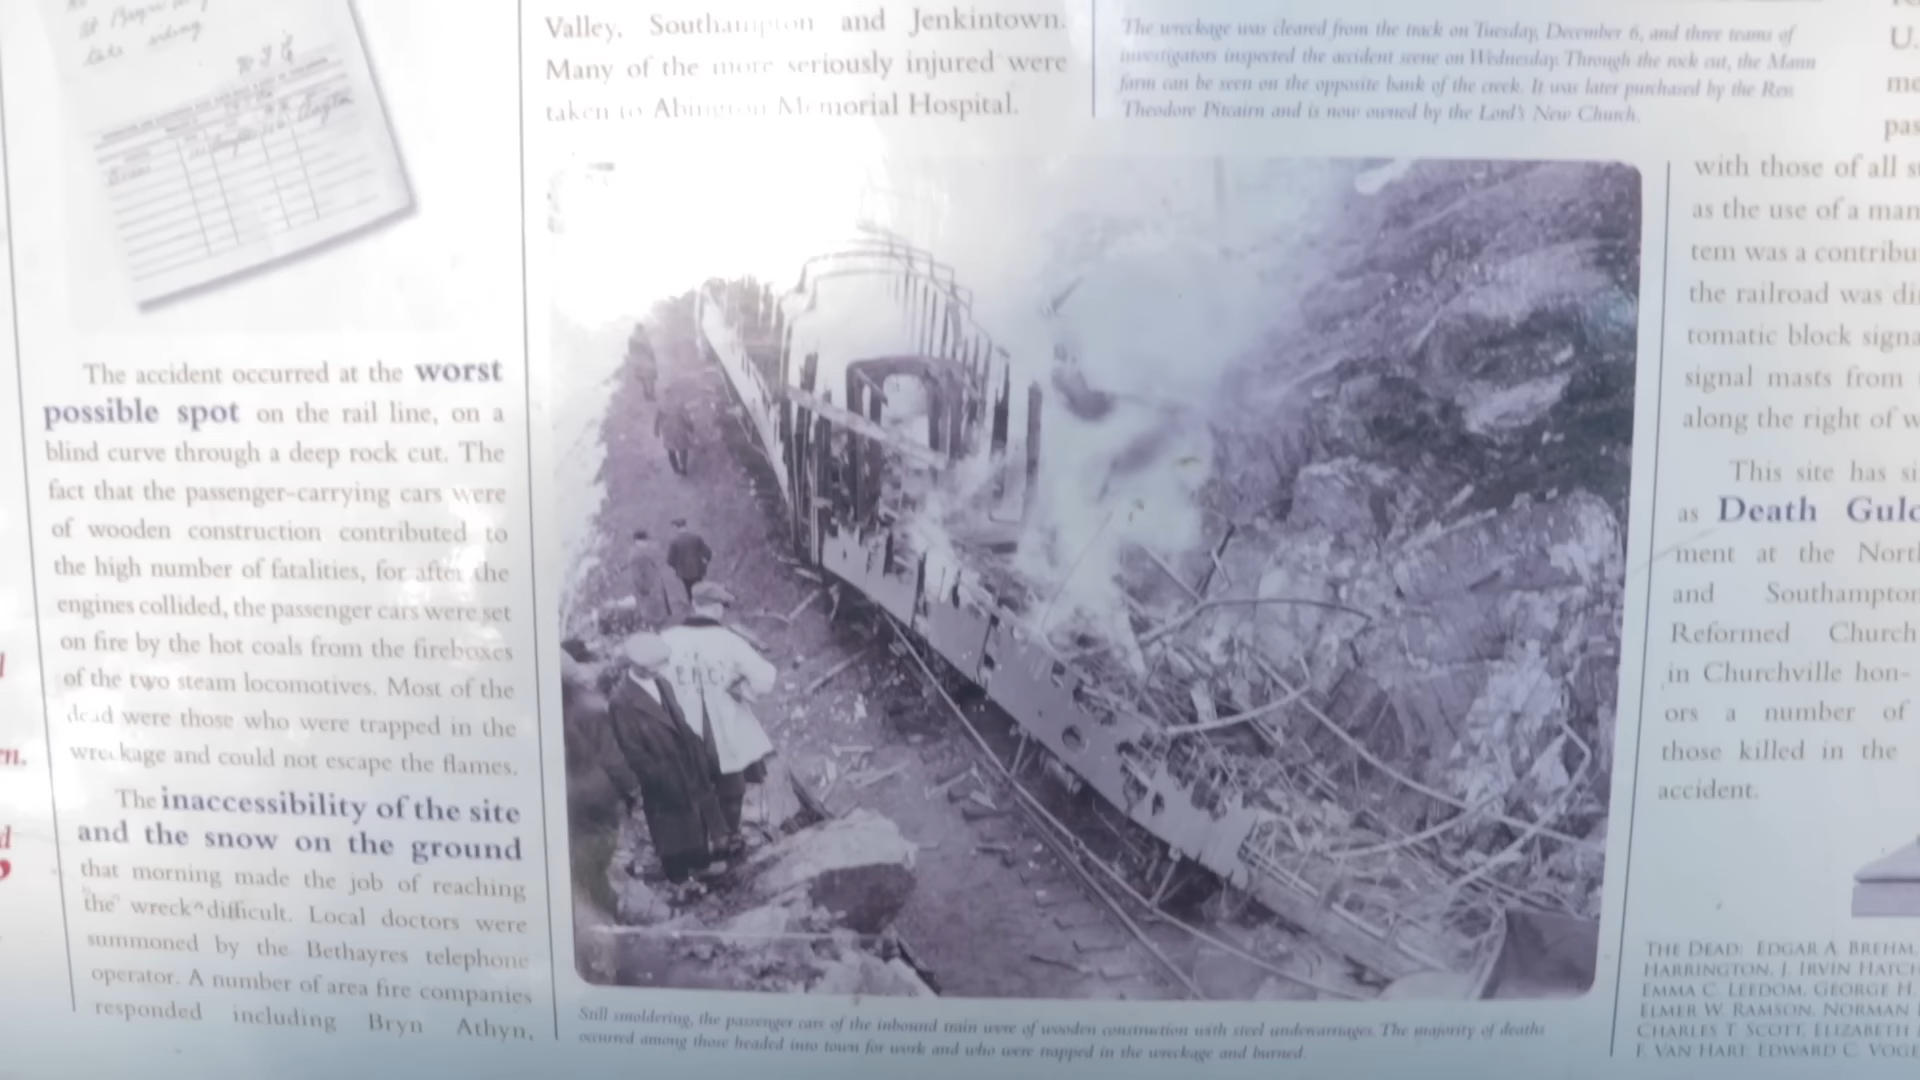 at Bryn
take siding
The accident occurred at the worst
possible spot on the rail line, on a
blind curve through a deep rock cut. The
fact that the passenger-carrying cars were
of wooden construction contributed to
the high number of fatalities, for after the
engines collided, the passenger cars were set
on fire by the hot coals from the fireboxes
of the two steam locomotives. Most of the
dead were those who were trapped in the
wreckage and could not escape the flames.
The inaccessibility of the site
and the snow on the ground
that morning made the job of reaching
the wreck difficult. Local doctors were
summoned by the Bethayres telephone
operator. A number of area fire companies
responded including Bryn Athyn,
Valley, Southampton and Jenkintown.
Many of the more seriously injured were
taken to Abington Memorial Hospital.
The wreckage was cleared from the track on Tuesday, December 6, and three teams of
investigators inspected the accident scene on Wednesday. Through the rock cut, the Mann
farm can be seen on the opposite bank of the creek. It was later purchased by the Rev.
Theodore Pitcairn and is now owned by the Lord's New Church.
Still smoldering, the passenger cars of the inbound train were of wooden construction with steel undercarriages. The majority of deaths
occurred among those headed into town for work and who were trapped in the wreckage and burned.
U.
me
pas
with those of all s
as the use of a man
tem was a contribu
the railroad was di
tomatic block signa
signal masts from
along the right of w
This site has si
as Death Gulc
ment at the North
and Southampton
Reformed Church
in Churchville hon-
ors a number of
those killed in the
accident.
THE DEAD: EDGAR A. BREHM,
HARRINGTON, J. IRVIN HATCH
EMMA C. LEEDOM, GEORGE H.
ELMER W. RAMSON, NORMAN
CHARLES T. SCOTT, ELIZABETH
F. VAN HART, EDWARD C. VOGE